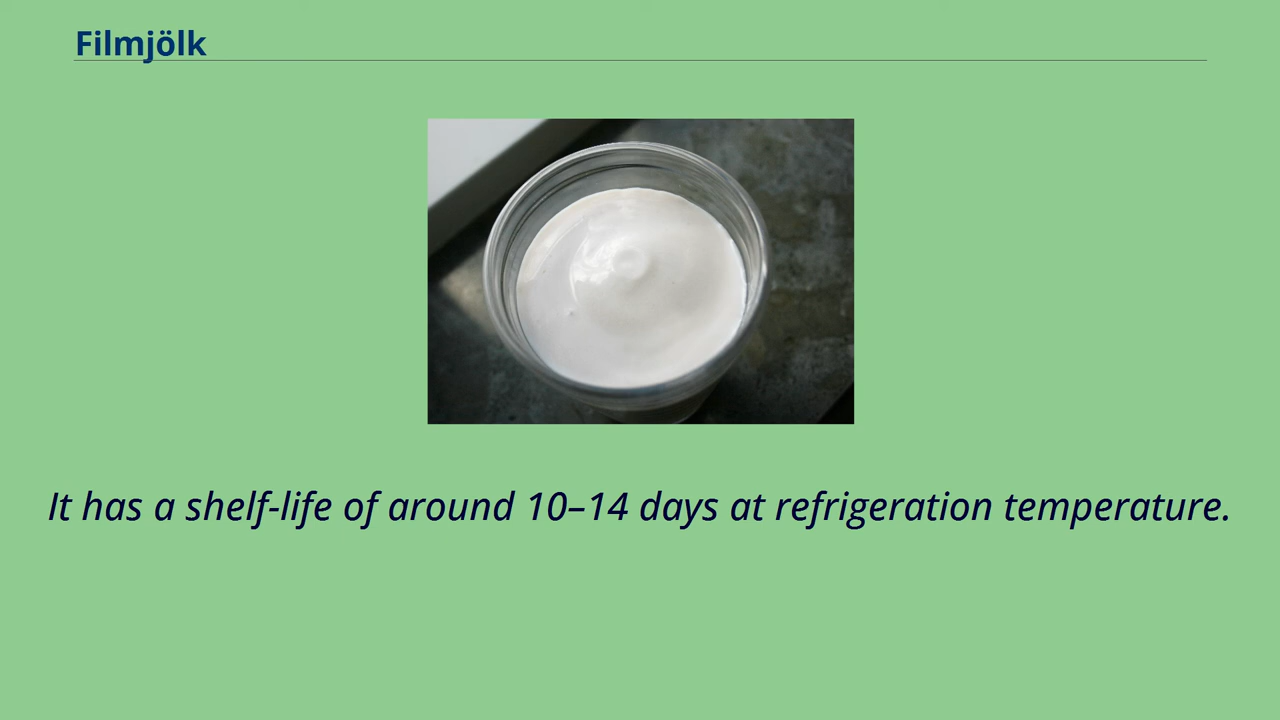 Filmjölk
It has a shelf-life of around 10–14 days at refrigeration temperature.